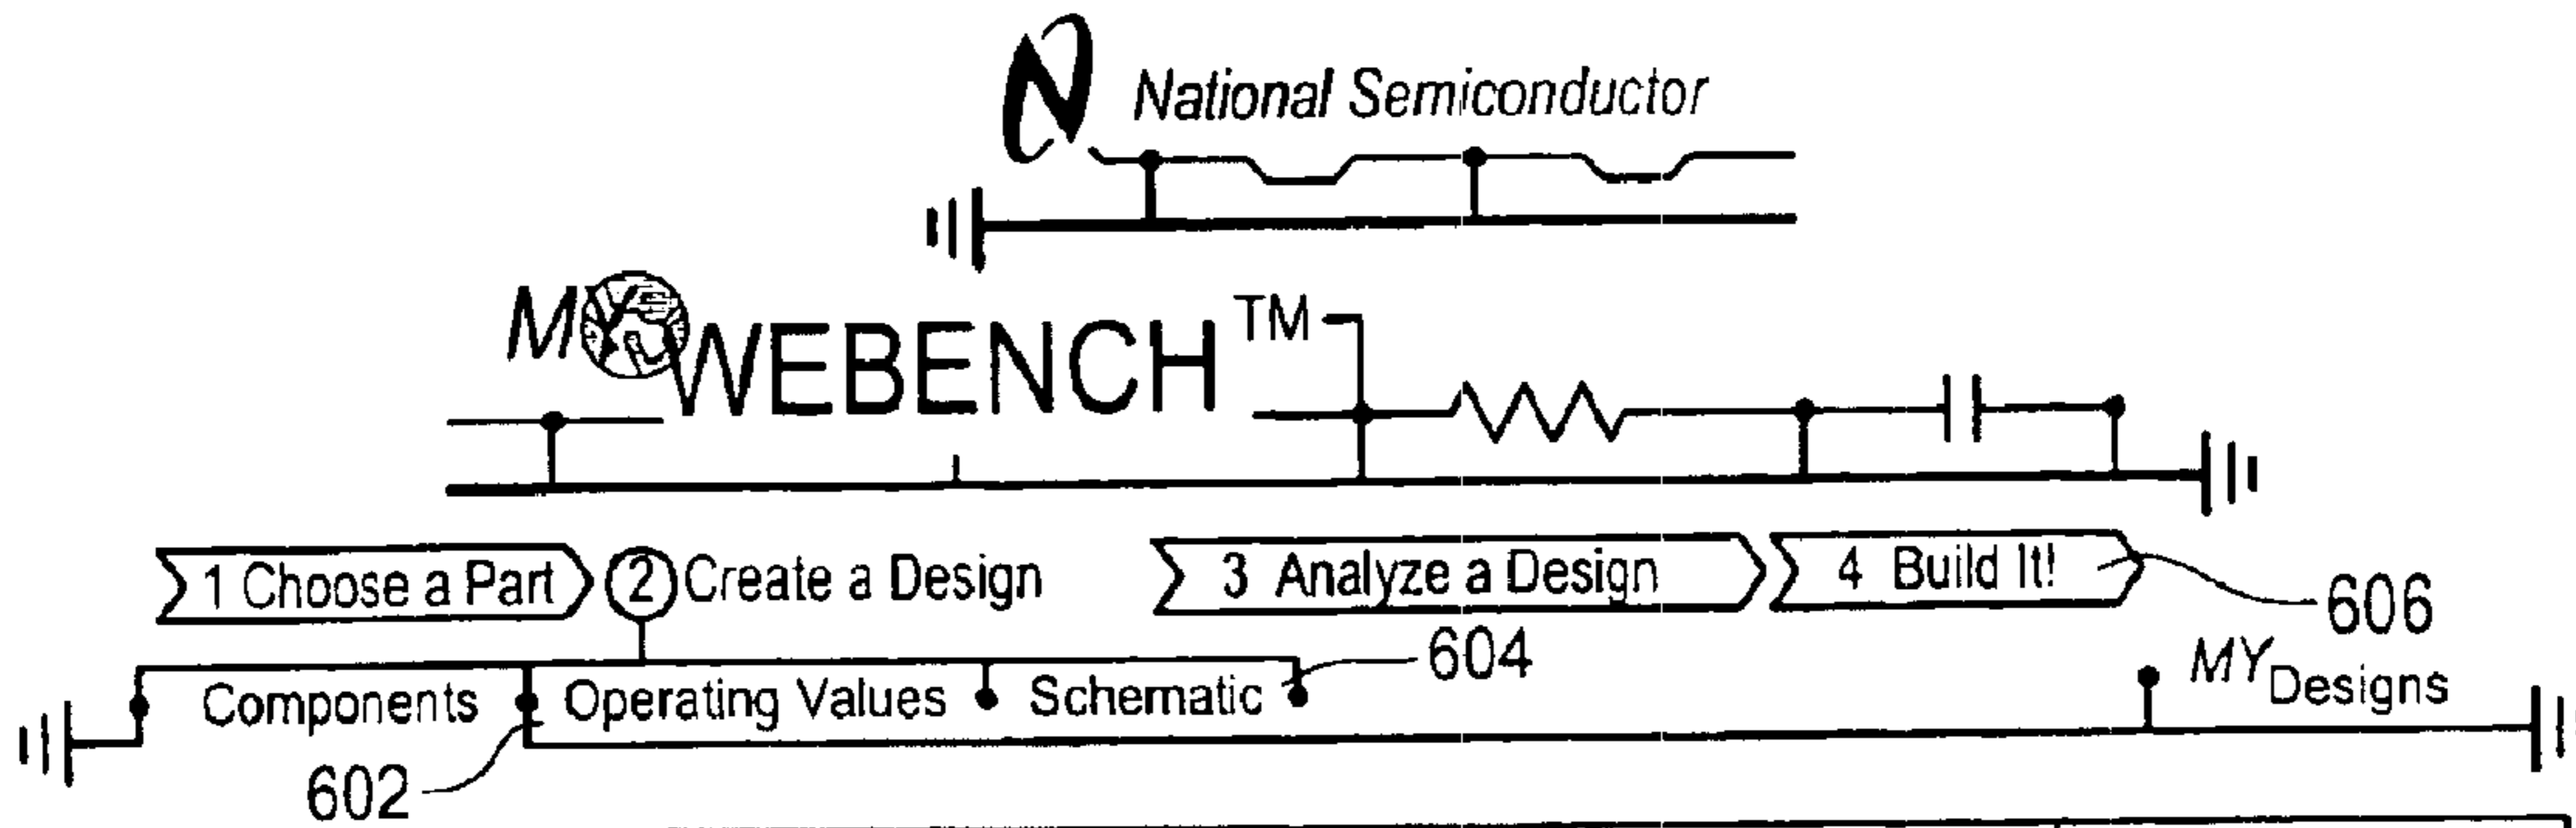 National Semiconductor
MY WEBENCH™
1 Choose a Part 2 Create a Design 3 Analyze a Design 4 Build It!
606
604
Components Operating Values Schematic MY Designs
602